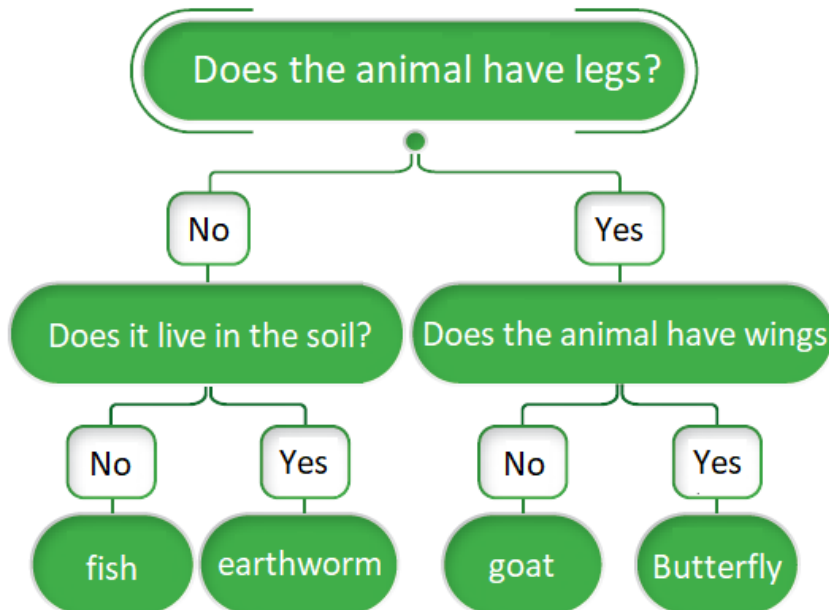 Does the animal have legs?
No
Yes
Does it live in the soil?
Does the animal have wings
No
Yes
No
Yes
fish
earthworm
goat
Butterfly